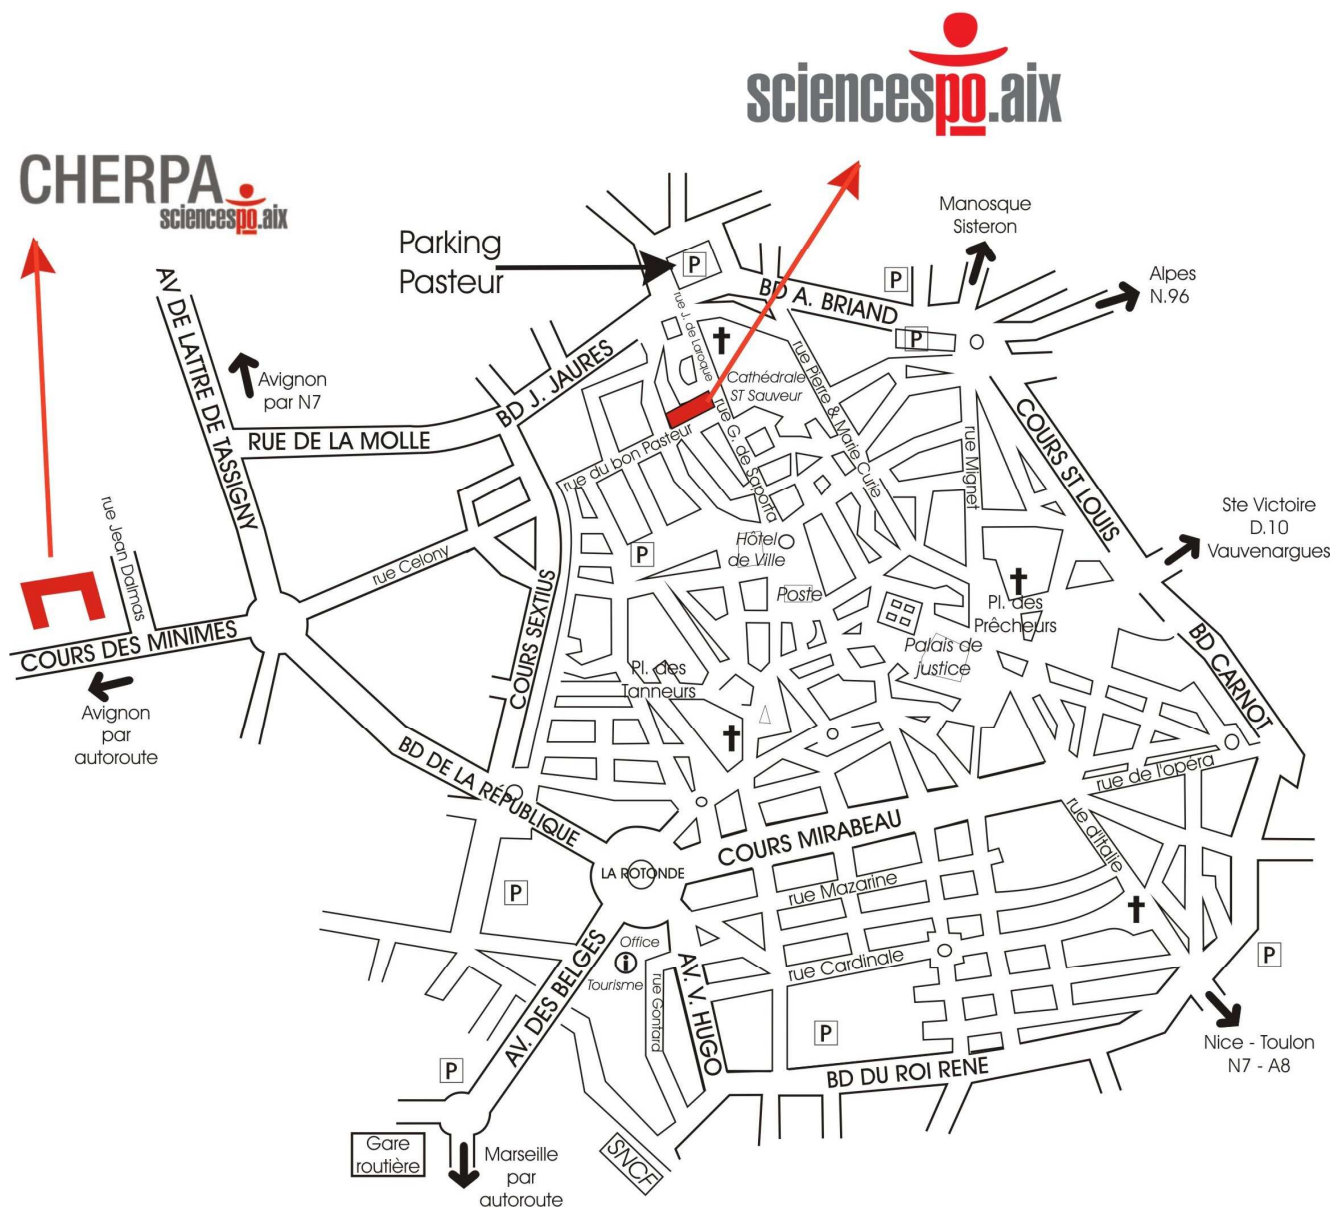 sciencespo.aix
CHERPA
sciencespo.aix
Parking
Pasteur
P
Manosque
Sisteron
Alpes
N.96
P
BD A. BRIAND
P
AV DE LATTRE DE TASSIGNY
Avignon
par N7
RUE DE LA MOLLE
BD J. JAURES
rue J. de Laroque
Cathédrale
ST Sauveur
rue Pierre & Marie Curie
rue G. de Saporta
rue du bon Pasteur
rue Mignet
COURS ST LOUIS
Ste Victoire
D.10
Vauvenargues
rue Jean Dalmas
rue Celony
P
Hôtel
de Ville
Poste
Pl. des
Prêcheurs
Palais de
justice
BD CARNOT
COURS DES MINIMES
COURS SEXTIUS
Pl. des
Tanneurs
Avignon
par
autoroute
BD DE LA REPUBLIQUE
rue de l'opéra
COURS MIRABEAU
rue d'italie
LA ROTONDE
rue Mazarine
P
rue Cardinale
Office
i
Tourisme
AV. DES BELGES
rue Gontard
AV. V. HUGO
P
P
P
BD DU ROI RENE
Nice - Toulon
N7 - A8
Gare
routière
Marseille
par
autoroute
SNCF